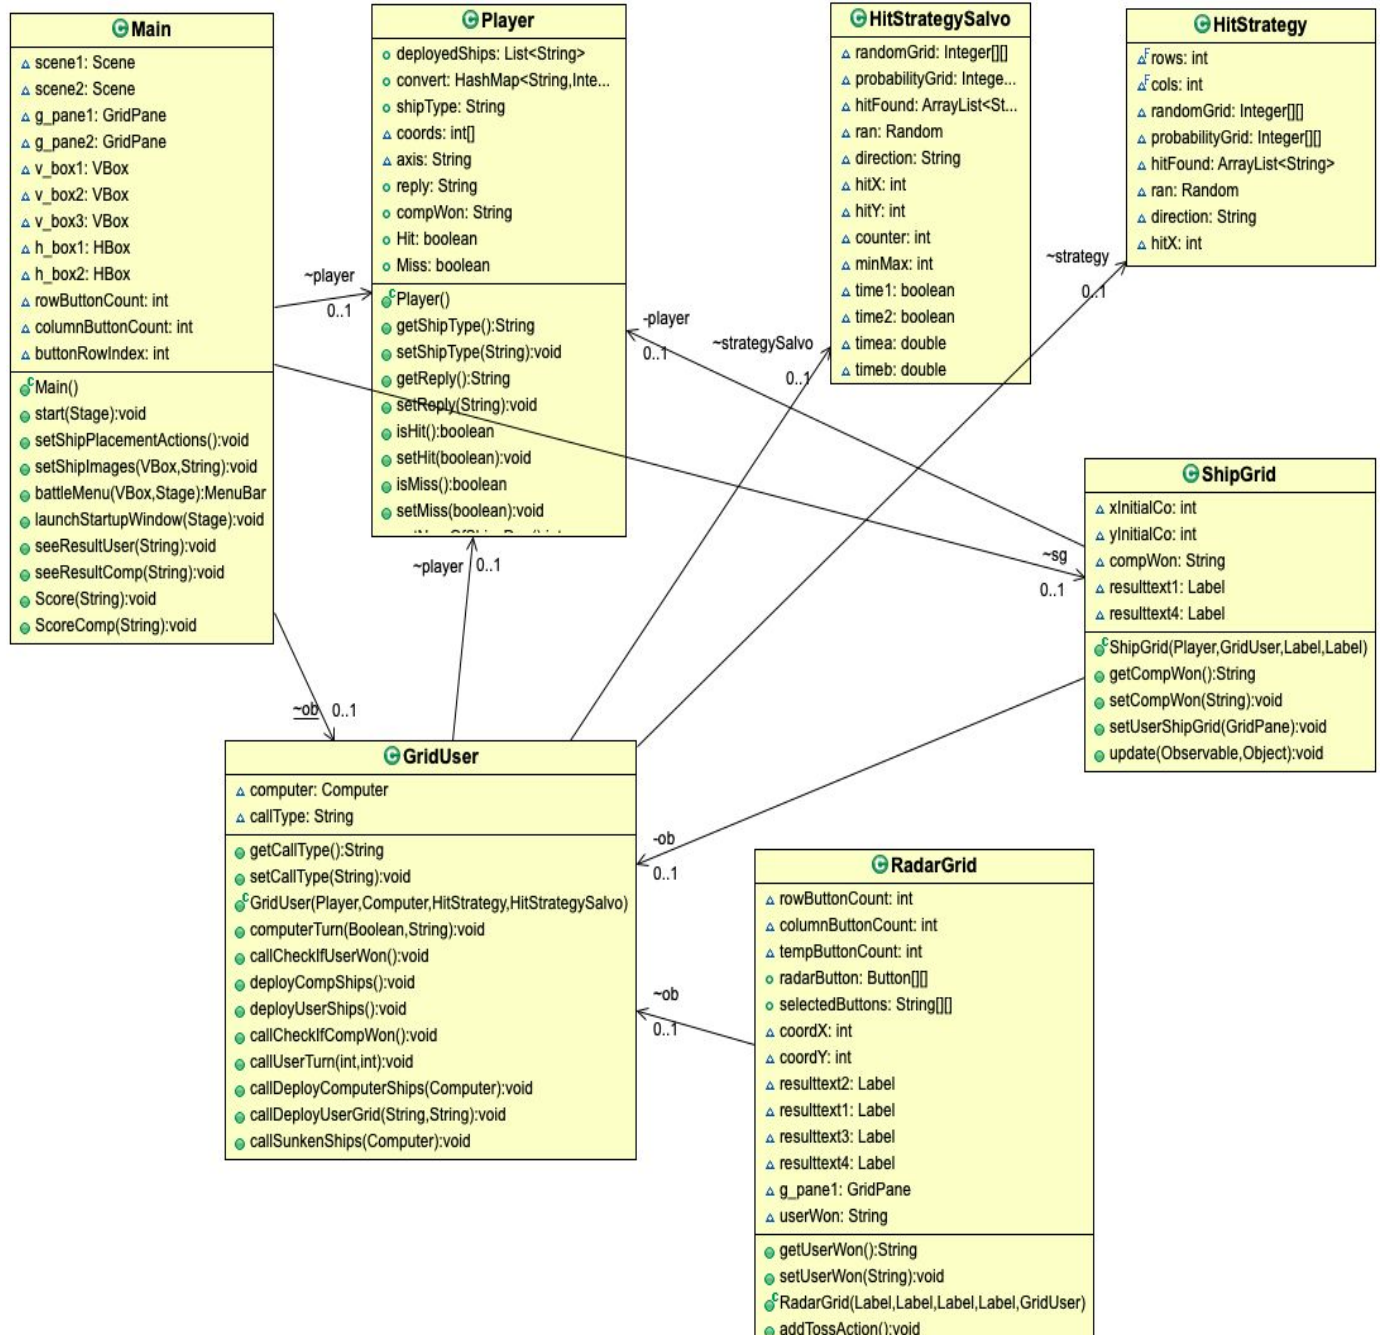 Main
scene1: Scene
scene2: Scene
g_pane1: GridPane
g_pane2: GridPane
v_box1: VBox
v_box2: VBox
v_box3: VBox
h_box1: HBox
h_box2: HBox
rowButtonCount: int
columnButtonCount: int
buttonRowIndex: int
Main()
start(Stage):void
setShipPlacementActions():void
setShipImages(VBox,String):void
battleMenu(VBox,Stage):MenuBar
launchStartupWindow(Stage):void
seeResultUser(String):void
seeResultComp(String):void
Score(String):void
ScoreComp(String):void
~player
0..1
Player
deployedShips: List<String>
convert: HashMap<String,Inte...
shipType: String
coords: int[]
axis: String
reply: String
compWon: String
Hit: boolean
Miss: boolean
Player()
getShipType():String
setShipType(String):void
getReply():String
setReply(String):void
isHit():boolean
setHit(boolean):void
isMiss():boolean
setMiss(boolean):void
~player 0..1
-player
0..1
HitStrategySalvo
randomGrid: Integer[][]
probabilityGrid: Intege...
hitFound: ArrayList<St...
ran: Random
direction: String
hitX: int
hitY: int
counter: int
minMax: int
time1: boolean
time2: boolean
timea: double
timeb: double
~strategySalvo
0..1
HitStrategy
rows: int
cols: int
randomGrid: Integer[][]
probabilityGrid: Integer[][]
hitFound: ArrayList<String>
ran: Random
direction: String
hitX: int
~strategy
0..1
ShipGrid
xInitialCo: int
yInitialCo: int
compWon: String
resulttext1: Label
resulttext4: Label
ShipGrid(Player,GridUser,Label,Label)
getCompWon():String
setCompWon(String):void
setUserShipGrid(GridPane):void
update(Observable,Object):void
~sg
0..1
~ob 0..1
GridUser
computer: Computer
callType: String
getCallType():String
setCallType(String):void
GridUser(Player,Computer,HitStrategy,HitStrategySalvo)
computerTurn(Boolean,String):void
callCheckIfUserWon():void
deployCompShips():void
deployUserShips():void
callCheckIfCompWon():void
callUserTurn(int,int):void
callDeployComputerShips(Computer):void
callDeployUserGrid(String,String):void
callSunkenShips(Computer):void
-ob
0..1
~ob
0..1
RadarGrid
rowButtonCount: int
columnButtonCount: int
tempButtonCount: int
radarButton: Button[][]
selectedButtons: String[][]
coordX: int
coordY: int
resulttext2: Label
resulttext1: Label
resulttext3: Label
resulttext4: Label
g_pane1: GridPane
userWon: String
getUserWon():String
setUserWon(String):void
RadarGrid(Label,Label,Label,Label,GridUser)
addTossAction():void